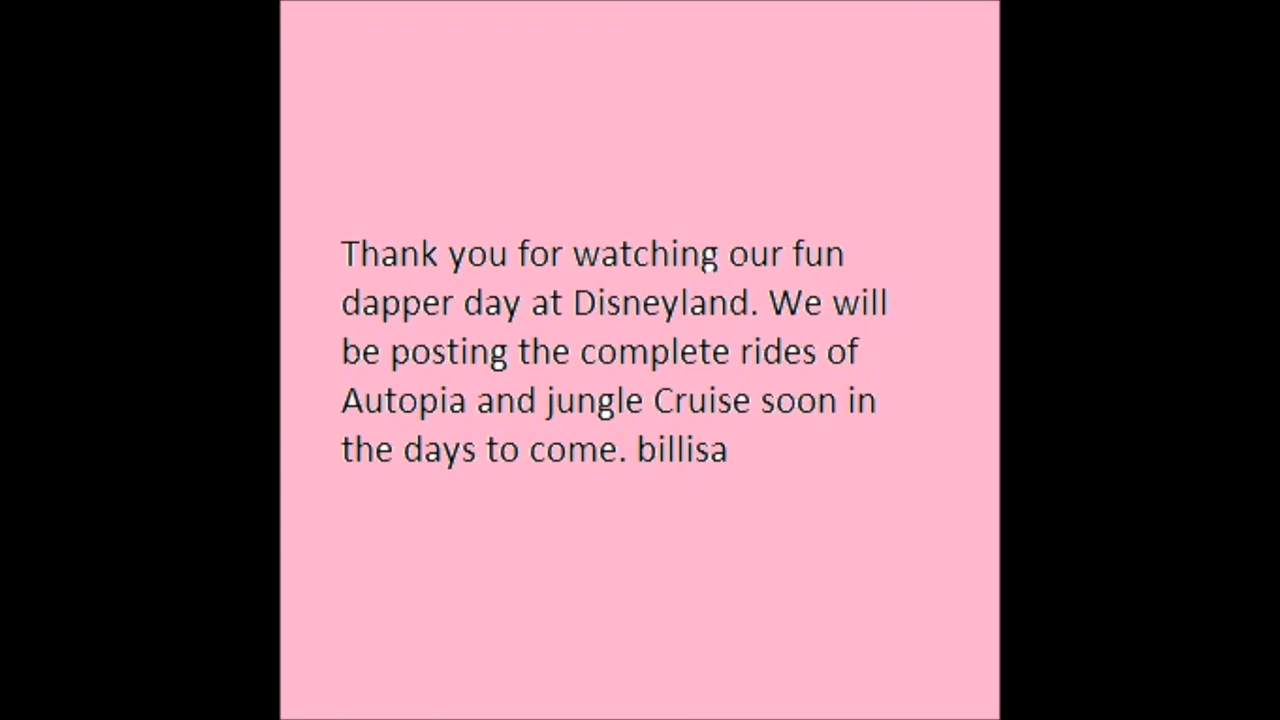 Thank you for watching our fun
dapper day at Disneyland. We will
be posting the complete rides of
Autopia and jungle Cruise soon in
the days to come. billisa